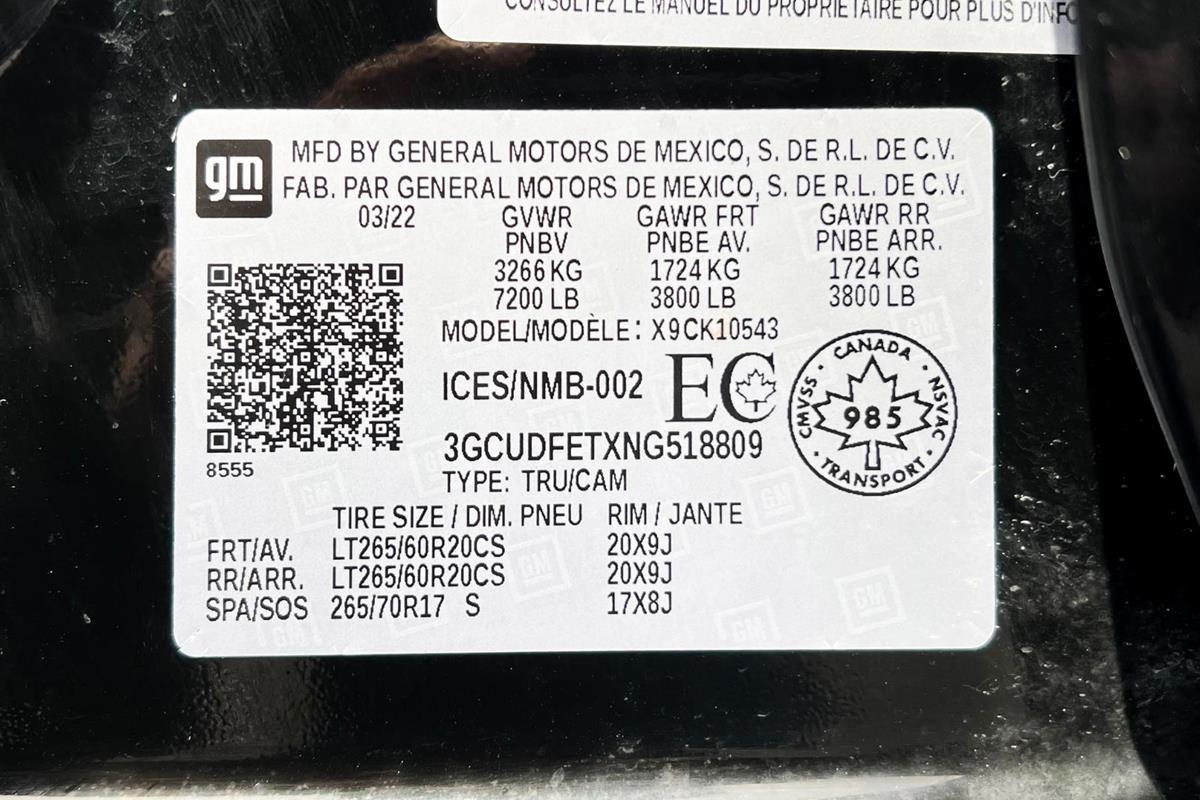 CONSULTEZ LE MANUEL DU PROPRIÉTAIRE POUR PLUS D'INFO
gm
MFD BY GENERAL MOTORS DE MEXICO, S. DE R.L. DE C.V.
FAB. PAR GENERAL MOTORS DE MEXICO, S. DE R.L. DE C.V.
03/22 GVWR GAWR FRT GAWR RR
PNBV PNBE AV. PNBE ARR.
3266 KG 1724 KG 1724 KG
7200 LB 3800 LB 3800 LB
MODEL/MODÈLE: X9CK10543
ICES/NMB-002 EC
3GCUDFETXNG518809
TYPE: TRU/CAM
8555
CANADA
CMVSS · NSVAC
985
TRANSPORT
TIRE SIZE / DIM. PNEU RIM / JANTE
FRT/AV. LT265/60R20CS 20X9J
RR/ARR. LT265/60R20CS 20X9J
SPA/SOS 265/70R17 S 17X8J